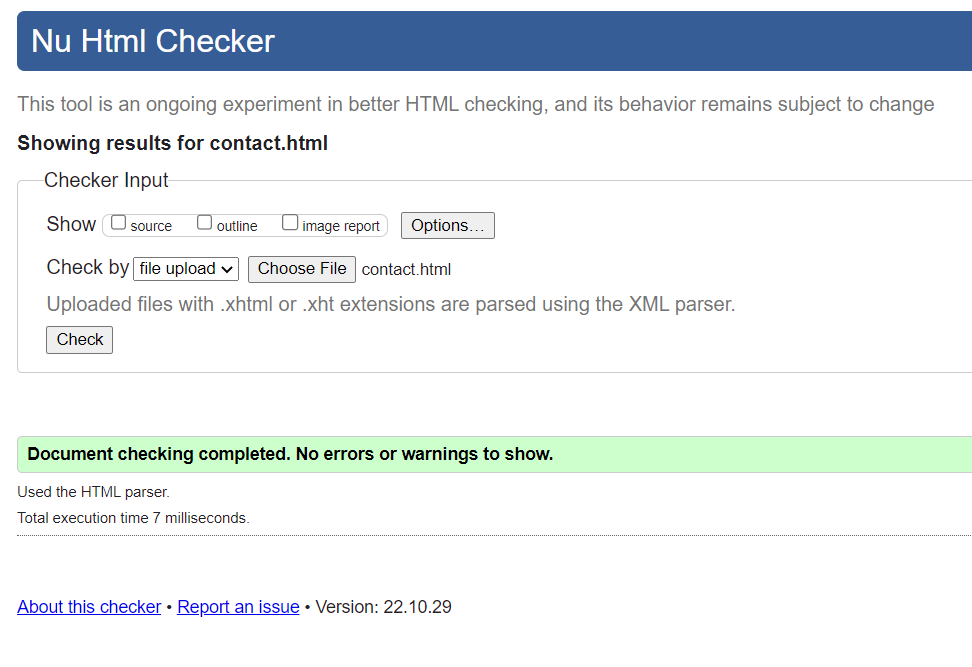 Nu Html Checker
This tool is an ongoing experiment in better HTML checking, and its behavior remains subject to change
Showing results for contact.html
Checker Input
Show source outline image report Options...
Check by file upload Choose File contact.html
Uploaded files with .xhtml or .xht extensions are parsed using the XML parser.
Check
Document checking completed. No errors or warnings to show.
Used the HTML parser.
Total execution time 7 milliseconds.
About this checker • Report an issue • Version: 22.10.29